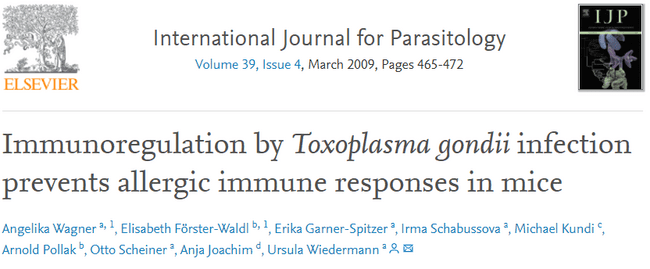 International Journal for Parasitology
IJP
Volume 39, Issue 4, March 2009, Pages 465-472
ELSEVIER
Immunoregulation by Toxoplasma gondii infection
prevents allergic immune responses in mice
Angelika Wagner a, 1, Elisabeth Förster-Waldl b, 1, Erika Garner-Spitzer a, Irma Schabussova a, Michael Kundi c,
Arnold Pollak b, Otto Scheiner a, Anja Joachim d, Ursula Wiedermann a